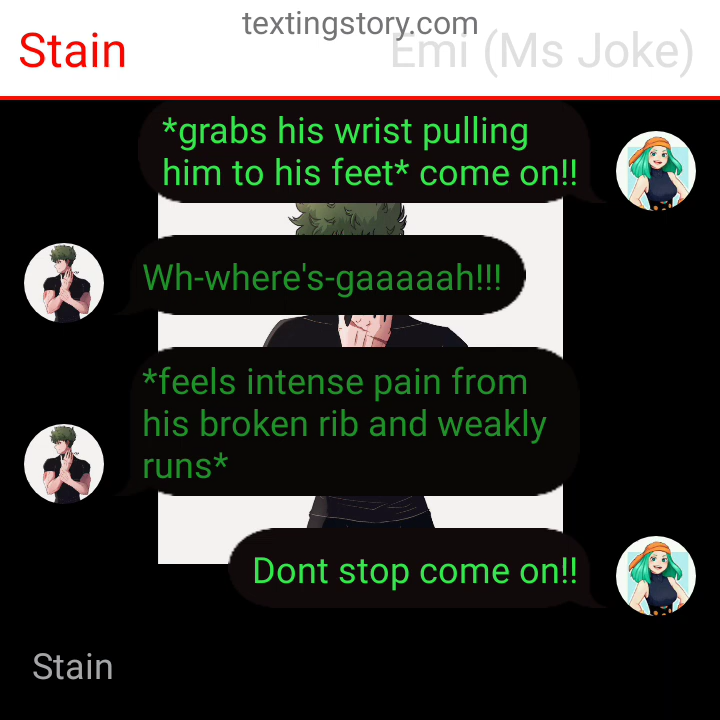 textingstory.com
Stain
Emi (Ms Joke)
*grabs his wrist pulling
him to his feet* come on!!
Wh-where's-gaaaaah!!!
*feels intense pain from
his broken rib and weakly
runs*
Dont stop come on!!
Stain